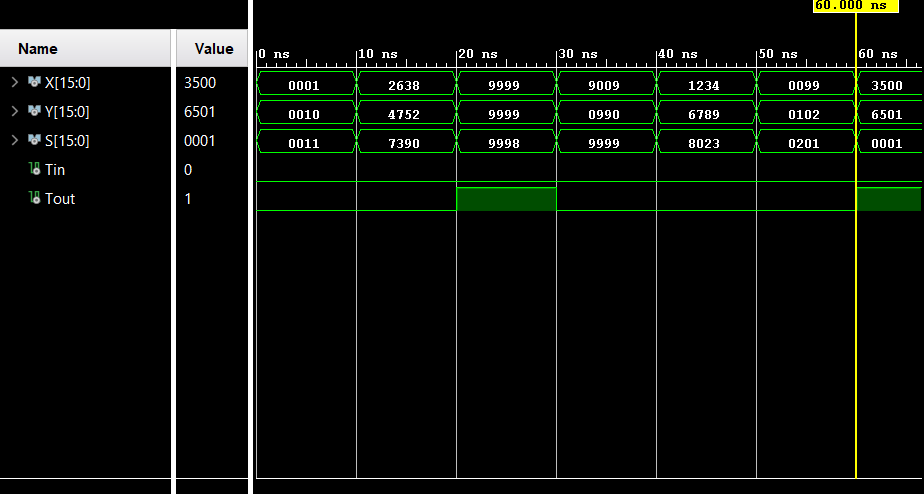 60.000 ns
Name Value
0 ns 10 ns 20 ns 30 ns 40 ns 50 ns 60 ns
X[15:0] 3500 0001 2638 9999 9009 1234 0099 3500
Y[15:0] 6501 0010 4752 9999 0990 6789 0102 6501
S[15:0] 0001 0011 7390 9998 9999 8023 0201 0001
Tin 0
Tout 1